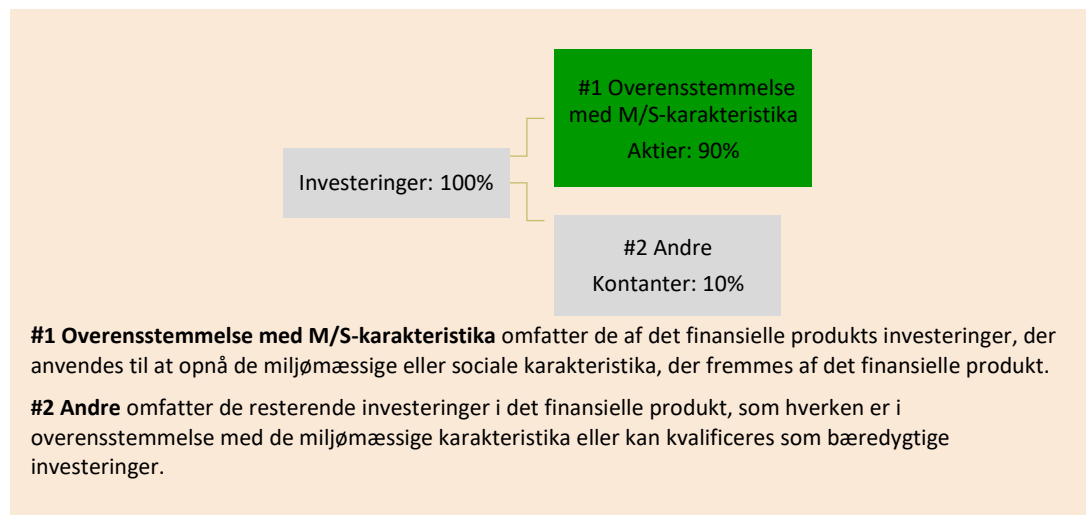 #1 Overensstemmelse
med M/S-karakteristika
Aktier: 90%
Investeringer: 100%
#2 Andre
Kontanter: 10%
#1 Overensstemmelse med M/S-karakteristika omfatter de af det finansielle produkts investeringer, der
anvendes til at opnå de miljømæssige eller sociale karakteristika, der fremmes af det finansielle produkt.
#2 Andre omfatter de resterende investeringer i det finansielle produkt, som hverken er i
overensstemmelse med de miljømæssige karakteristika eller kan kvalificeres som bæredygtige
investeringer.